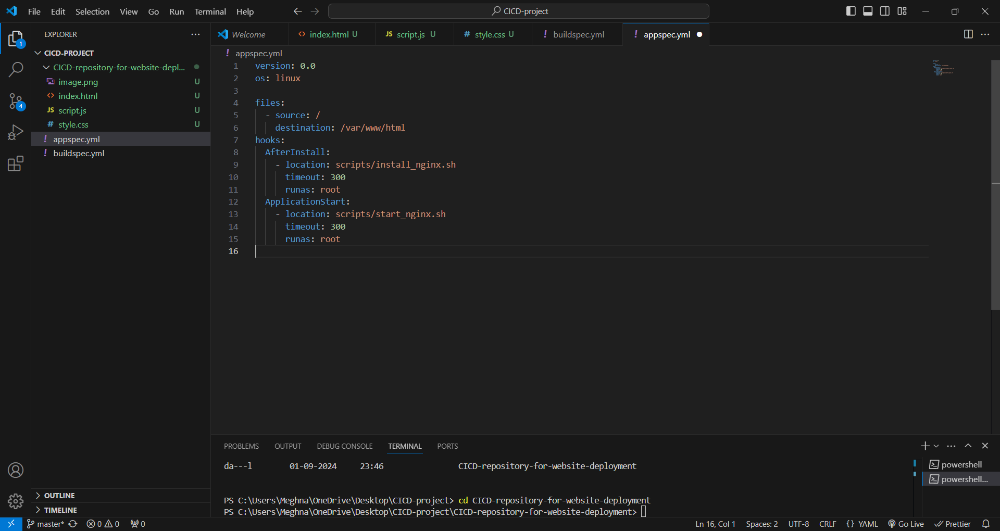 File Edit Selection View Go Run Terminal Help
CICD-project
EXPLORER
CICD-PROJECT
CICD-repository-for-website-depl...
image.png U
index.html U
JS script.js U
# style.css U
! appspec.yml
! buildspec.yml
OUTLINE
TIMELINE
1
4
Welcome
index.html U
JS script.js U
# style.css U
! buildspec.yml
! appspec.yml
! appspec.yml
1 version: 0.0
2 os: linux
3
4 files:
5 - source: /
6 destination: /var/www/html
7 hooks:
8 AfterInstall:
9 - location: scripts/install_nginx.sh
10 timeout: 300
11 runas: root
12 ApplicationStart:
13 - location: scripts/start_nginx.sh
14 timeout: 300
15 runas: root
16
PROBLEMS OUTPUT DEBUG CONSOLE TERMINAL PORTS
da---l 01-09-2024 23:46 CICD-repository-for-website-deployment
PS C:\Users\Meghna\OneDrive\Desktop\CICD-project> cd CICD-repository-for-website-deployment
PS C:\Users\Meghna\OneDrive\Desktop\CICD-project\CICD-repository-for-website-deployment>
powershell
powershell...
master* 0 0 0
Ln 16, Col 1 Spaces: 2 UTF-8 CRLF {} YAML Go Live Prettier